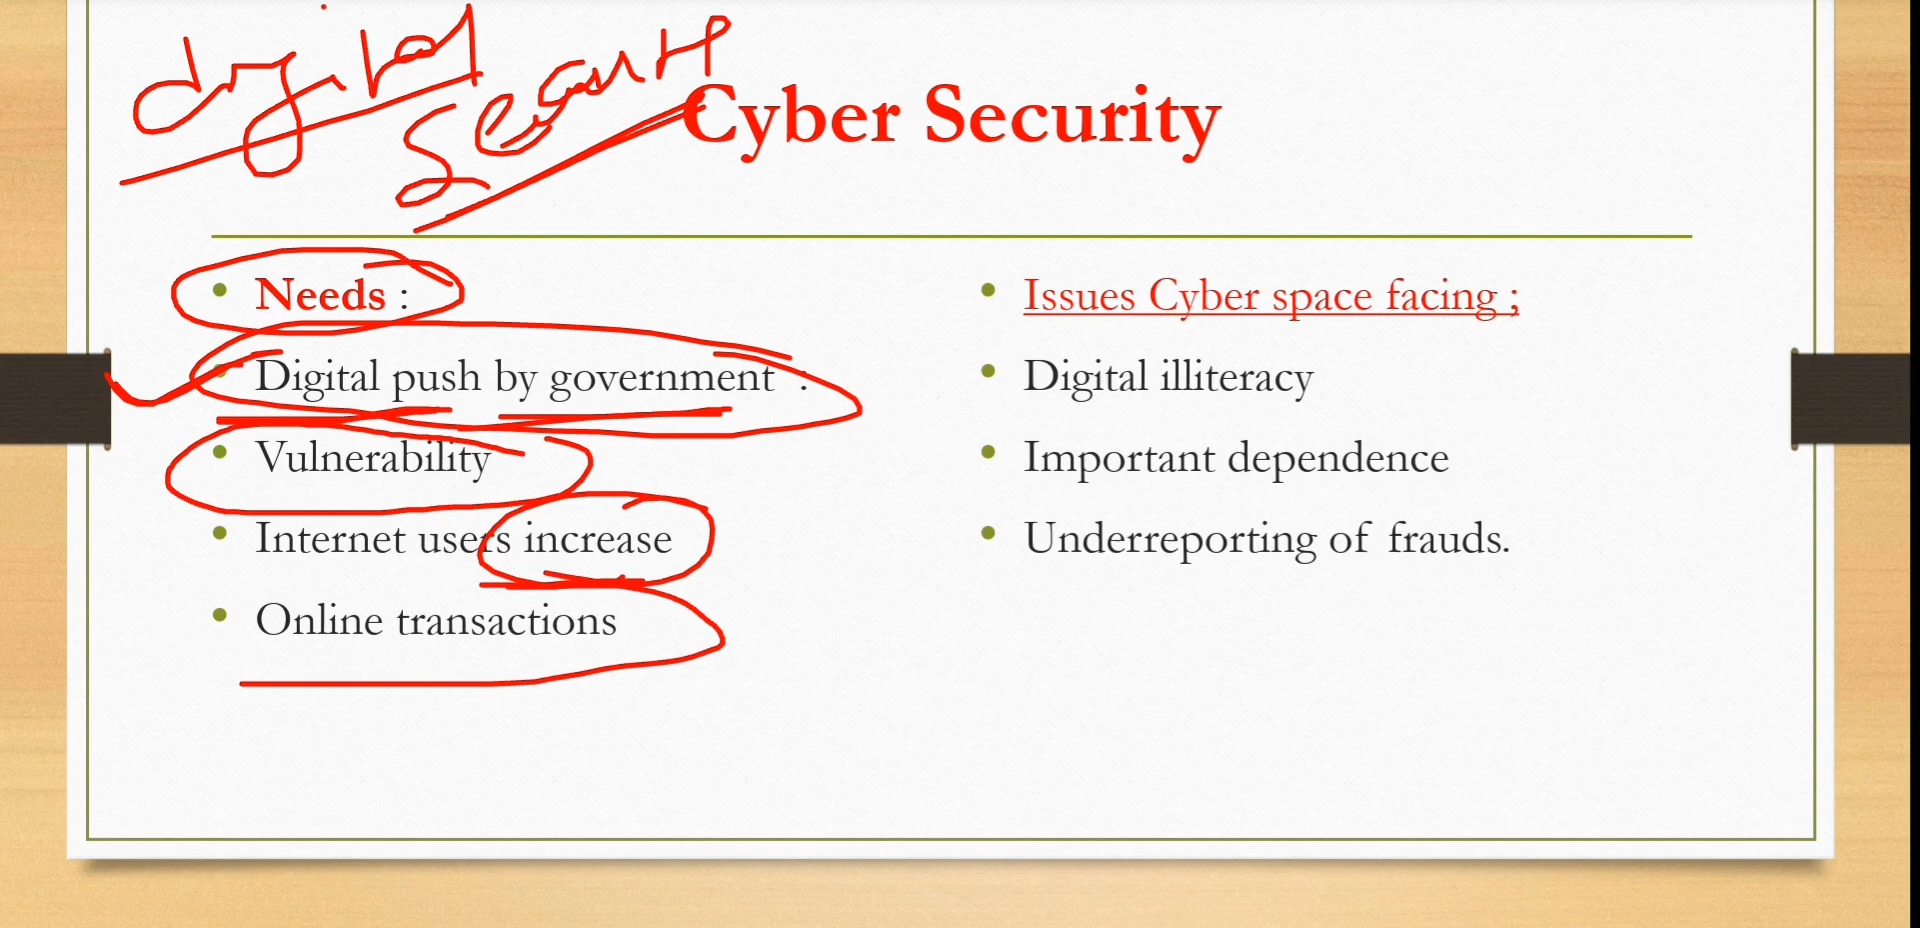 digital
Security
Cyber Security
Needs :
Digital push by government :
Vulnerability
Internet users increase
Online transactions
Issues Cyber space facing ;
Digital illiteracy
Important dependence
Underreporting of frauds.